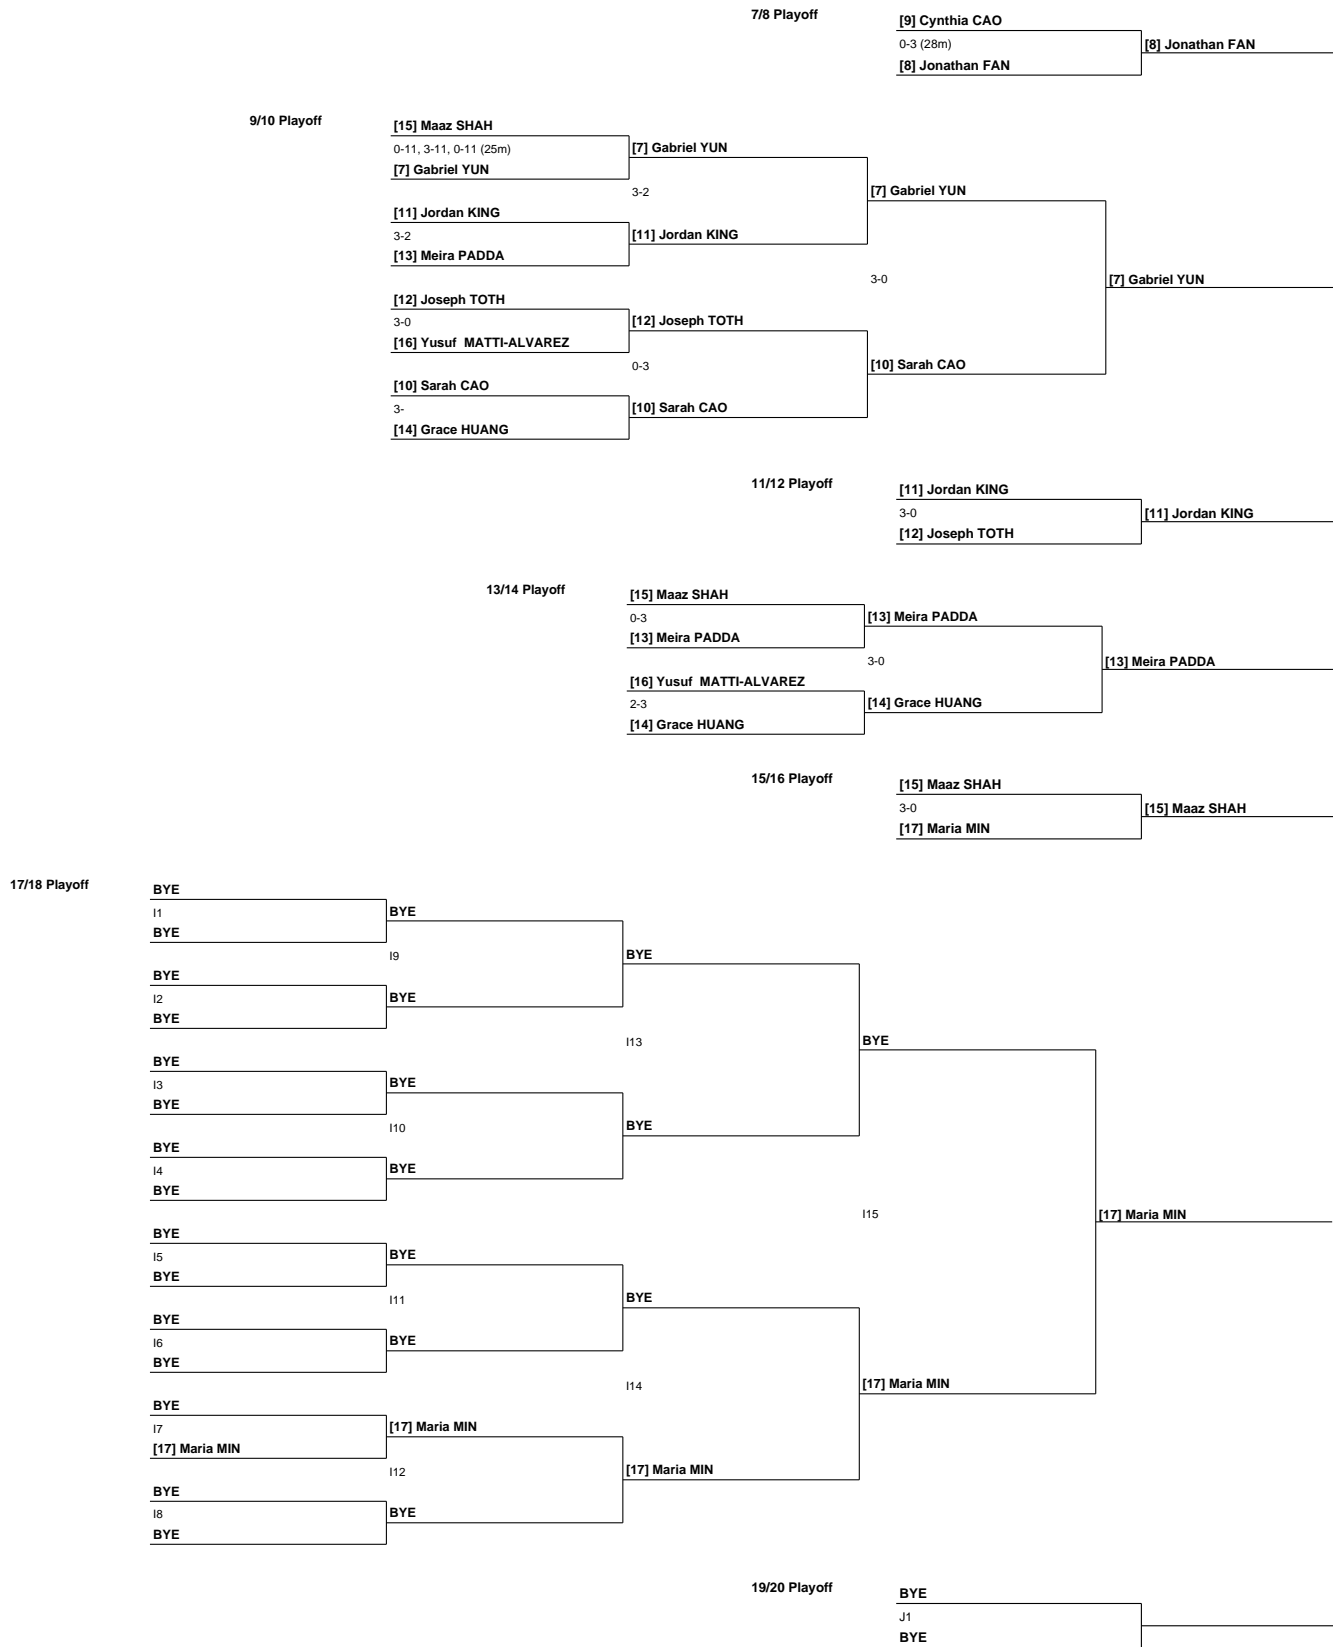 7/8 Playoff
[9] Cynthia CAO
0-3 (28m)
[8] Jonathan FAN
[8] Jonathan FAN
9/10 Playoff
[15] Maaz SHAH
0-11, 3-11, 0-11 (25m)
[7] Gabriel YUN
[7] Gabriel YUN
3-2
[7] Gabriel YUN
[11] Jordan KING
3-2
[11] Jordan KING
[13] Meira PADDA
3-0
[7] Gabriel YUN
[12] Joseph TOTH
3-0
[12] Joseph TOTH
[16] Yusuf  MATTI-ALVAREZ
0-3
[10] Sarah CAO
[10] Sarah CAO
3-
[10] Sarah CAO
[14] Grace HUANG
11/12 Playoff
[11] Jordan KING
3-0
[11] Jordan KING
[12] Joseph TOTH
13/14 Playoff
[15] Maaz SHAH
0-3
[13] Meira PADDA
[13] Meira PADDA
3-0
[13] Meira PADDA
[16] Yusuf  MATTI-ALVAREZ
2-3
[14] Grace HUANG
[14] Grace HUANG
15/16 Playoff
[15] Maaz SHAH
3-0
[15] Maaz SHAH
[17] Maria MIN
17/18 Playoff
BYE
I1
BYE
BYE
I9
BYE
BYE
I2
BYE
BYE
I13
BYE
BYE
I3
BYE
BYE
I10
BYE
BYE
I4
BYE
BYE
I15
[17] Maria MIN
BYE
I5
BYE
BYE
I11
BYE
BYE
I6
BYE
BYE
I14
[17] Maria MIN
BYE
I7
[17] Maria MIN
[17] Maria MIN
I12
[17] Maria MIN
BYE
I8
BYE
BYE
19/20 Playoff
BYE
J1
BYE